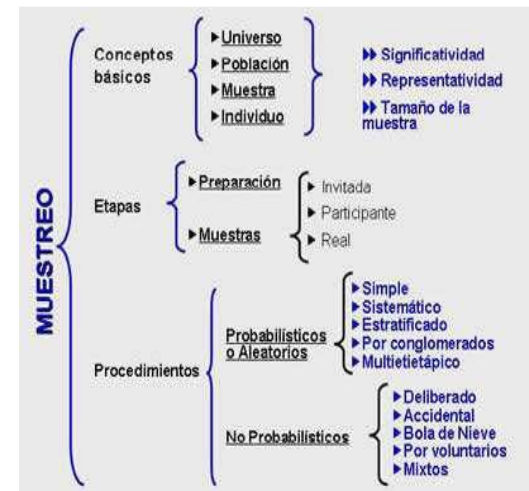 MUESTREO
Conceptos
básicos
Universo
Población
Muestra
Individuo
Significatividad
Representatividad
Tamaño de la
muestra
Etapas
Preparación
Muestras
Invitada
Participante
Real
Procedimientos
Probabilísticos
o Aleatorios
Simple
Sistemático
Estratificado
Por conglomerados
Multietietápico
No Probabilísticos
Deliberado
Accidental
Bola de Nieve
Por voluntarios
Mixtos